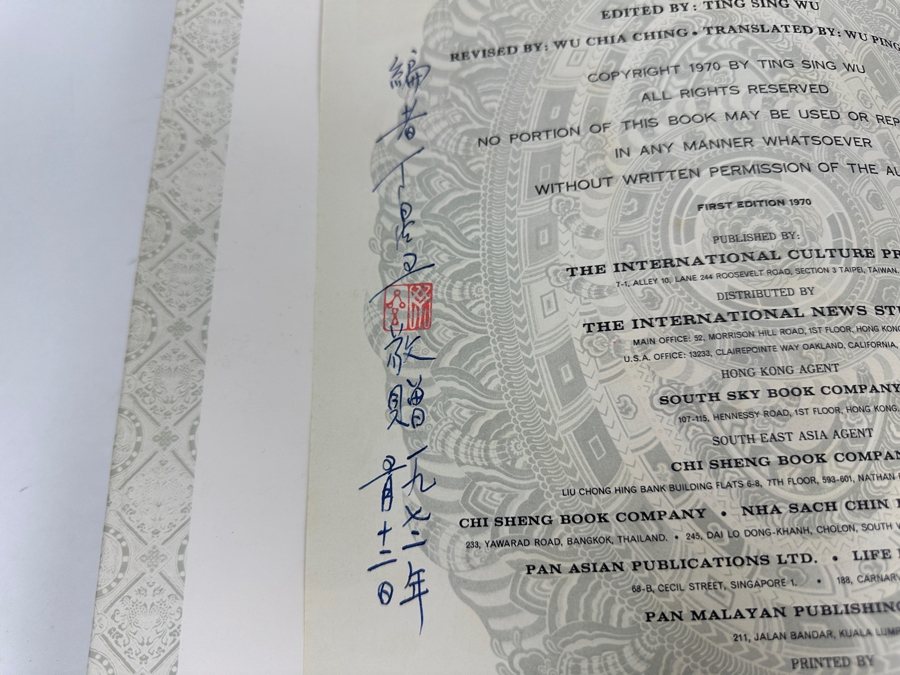 編者丁星五
敬贈
一九七二年
月十二日
EDITED BY: TING SING WU
REVISED BY: WU CHIA CHING • TRANSLATED BY: WU PING
COPYRIGHT 1970 BY TING SING WU
ALL RIGHTS RESERVED
NO PORTION OF THIS BOOK MAY BE USED OR REP
IN ANY MANNER WHATSOEVER
WITHOUT WRITTEN PERMISSION OF THE AU
FIRST EDITION 1970
PUBLISHED BY:
THE INTERNATIONAL CULTURE PR
7-1, ALLEY 10, LANE 244 ROOSEVELT ROAD, SECTION 3 TAIPEI, TAIWAN,
DISTRIBUTED BY
THE INTERNATIONAL NEWS ST
MAIN OFFICE: 52, MORRISON HILL ROAD, 1ST FLOOR, HONG KONG
U.S.A. OFFICE: 13233, CLAIREPOINTE WAY OAKLAND, CALIFORNIA,
HONG KONG AGENT
SOUTH SKY BOOK COMPANY
107-115, HENNESSY ROAD, 1ST FLOOR, HONG KONG.
SOUTH EAST ASIA AGENT
CHI SHENG BOOK COMPA
LIU CHONG HING BANK BUILDING FLATS 6-8, 7TH FLOOR, 593-601, NATHAN
CHI SHENG BOOK COMPANY • NHA SACH CHIN
233, YAWARAD ROAD, BANGKOK, THAILAND. • 245, DAI LO DONG-KHANH, CHOLON, SOUTH V
PAN ASIAN PUBLICATIONS LTD. • LIFE
68-B, CECIL STREET, SINGAPORE 1. • 188, CARNARV
PAN MALAYAN PUBLISHING
211, JALAN BANDAR, KUALA LUM
PRINTED BY